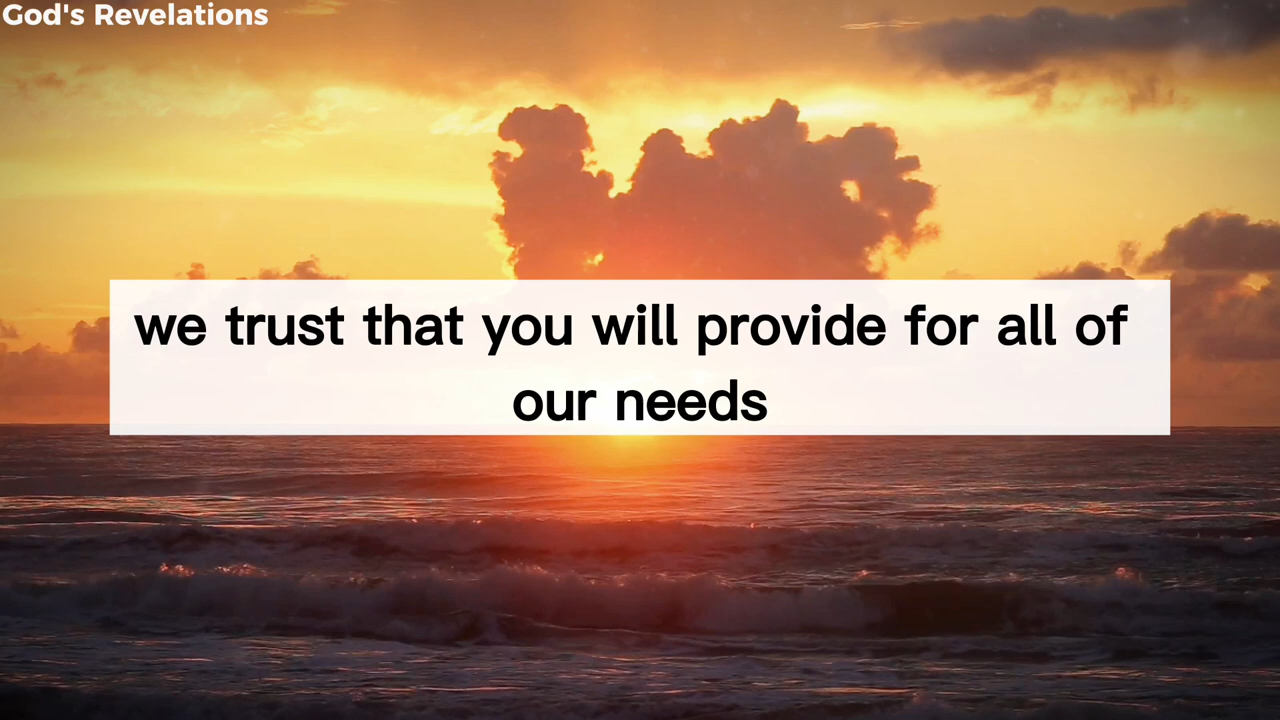 God's Revelations
we trust that you will provide for all of
our needs